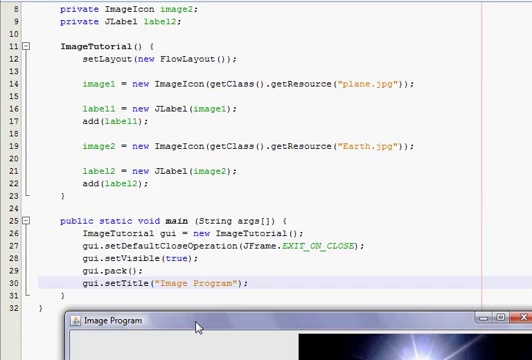 8 private ImageIcon image2;
9 private JLabel label2;
10
11 ImageTutorial() {
12 setLayout(new FlowLayout());
13
14 image1 = new ImageIcon(getClass().getResource("plane.jpg"));
15
16 label1 = new JLabel(image1);
17 add(label1);
18
19 image2 = new ImageIcon(getClass().getResource("Earth.jpg"));
20
21 label2 = new JLabel(image2);
22 add(label2);
23 }
24
25 public static void main (String args[]) {
26 ImageTutorial gui = new ImageTutorial();
27 gui.setDefaultCloseOperation(JFrame.EXIT_ON_CLOSE);
28 gui.setVisible(true);
29 gui.pack();
30 gui.setTitle("Image Program");
31 }
32 }
Image Program